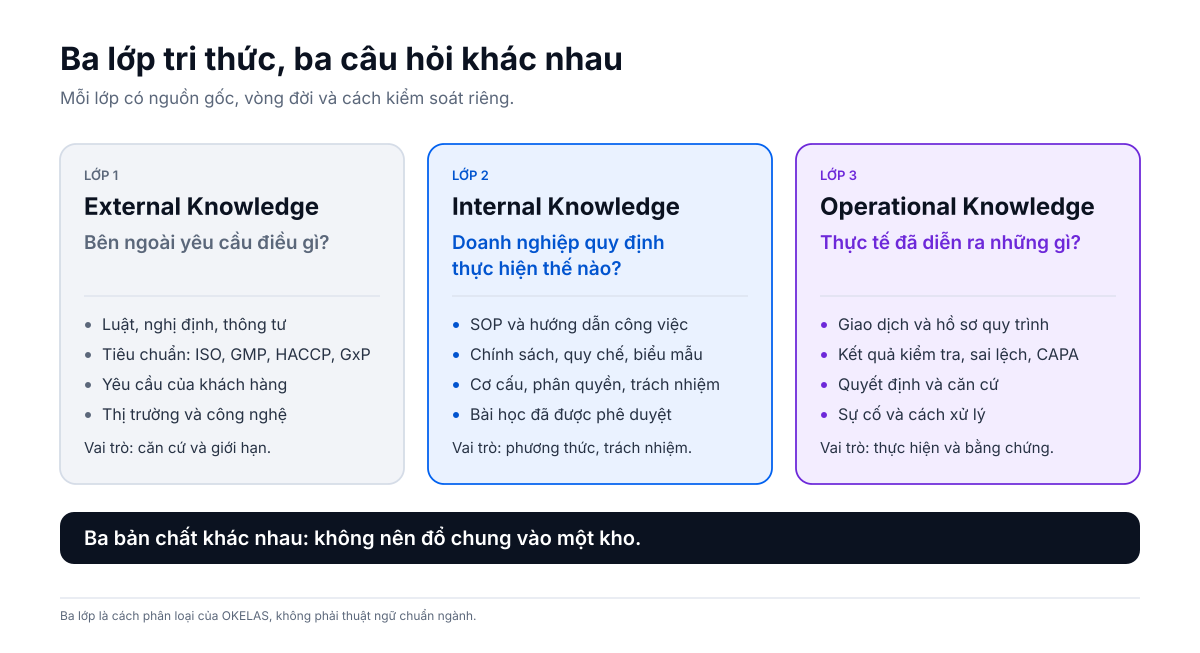 Ba lớp tri thức, ba câu hỏi khác nhau
Mỗi lớp có nguồn gốc, vòng đời và cách kiểm soát riêng.
LỚP 1
External Knowledge
Bên ngoài yêu cầu điều gì?
• Luật, nghị định, thông tư
• Tiêu chuẩn: ISO, GMP, HACCP, GxP
• Yêu cầu của khách hàng
• Thị trường và công nghệ
Vai trò: căn cứ và giới hạn.
LỚP 2
Internal Knowledge
Doanh nghiệp quy định
thực hiện thế nào?
• SOP và hướng dẫn công việc
• Chính sách, quy chế, biểu mẫu
• Cơ cấu, phân quyền, trách nhiệm
• Bài học đã được phê duyệt
Vai trò: phương thức, trách nhiệm.
LỚP 3
Operational Knowledge
Thực tế đã diễn ra những gì?
• Giao dịch và hồ sơ quy trình
• Kết quả kiểm tra, sai lệch, CAPA
• Quyết định và căn cứ
• Sự cố và cách xử lý
Vai trò: thực hiện và bằng chứng.
Ba bản chất khác nhau: không nên đổ chung vào một kho.
Ba lớp là cách phân loại của OKELAS, không phải thuật ngữ chuẩn ngành.